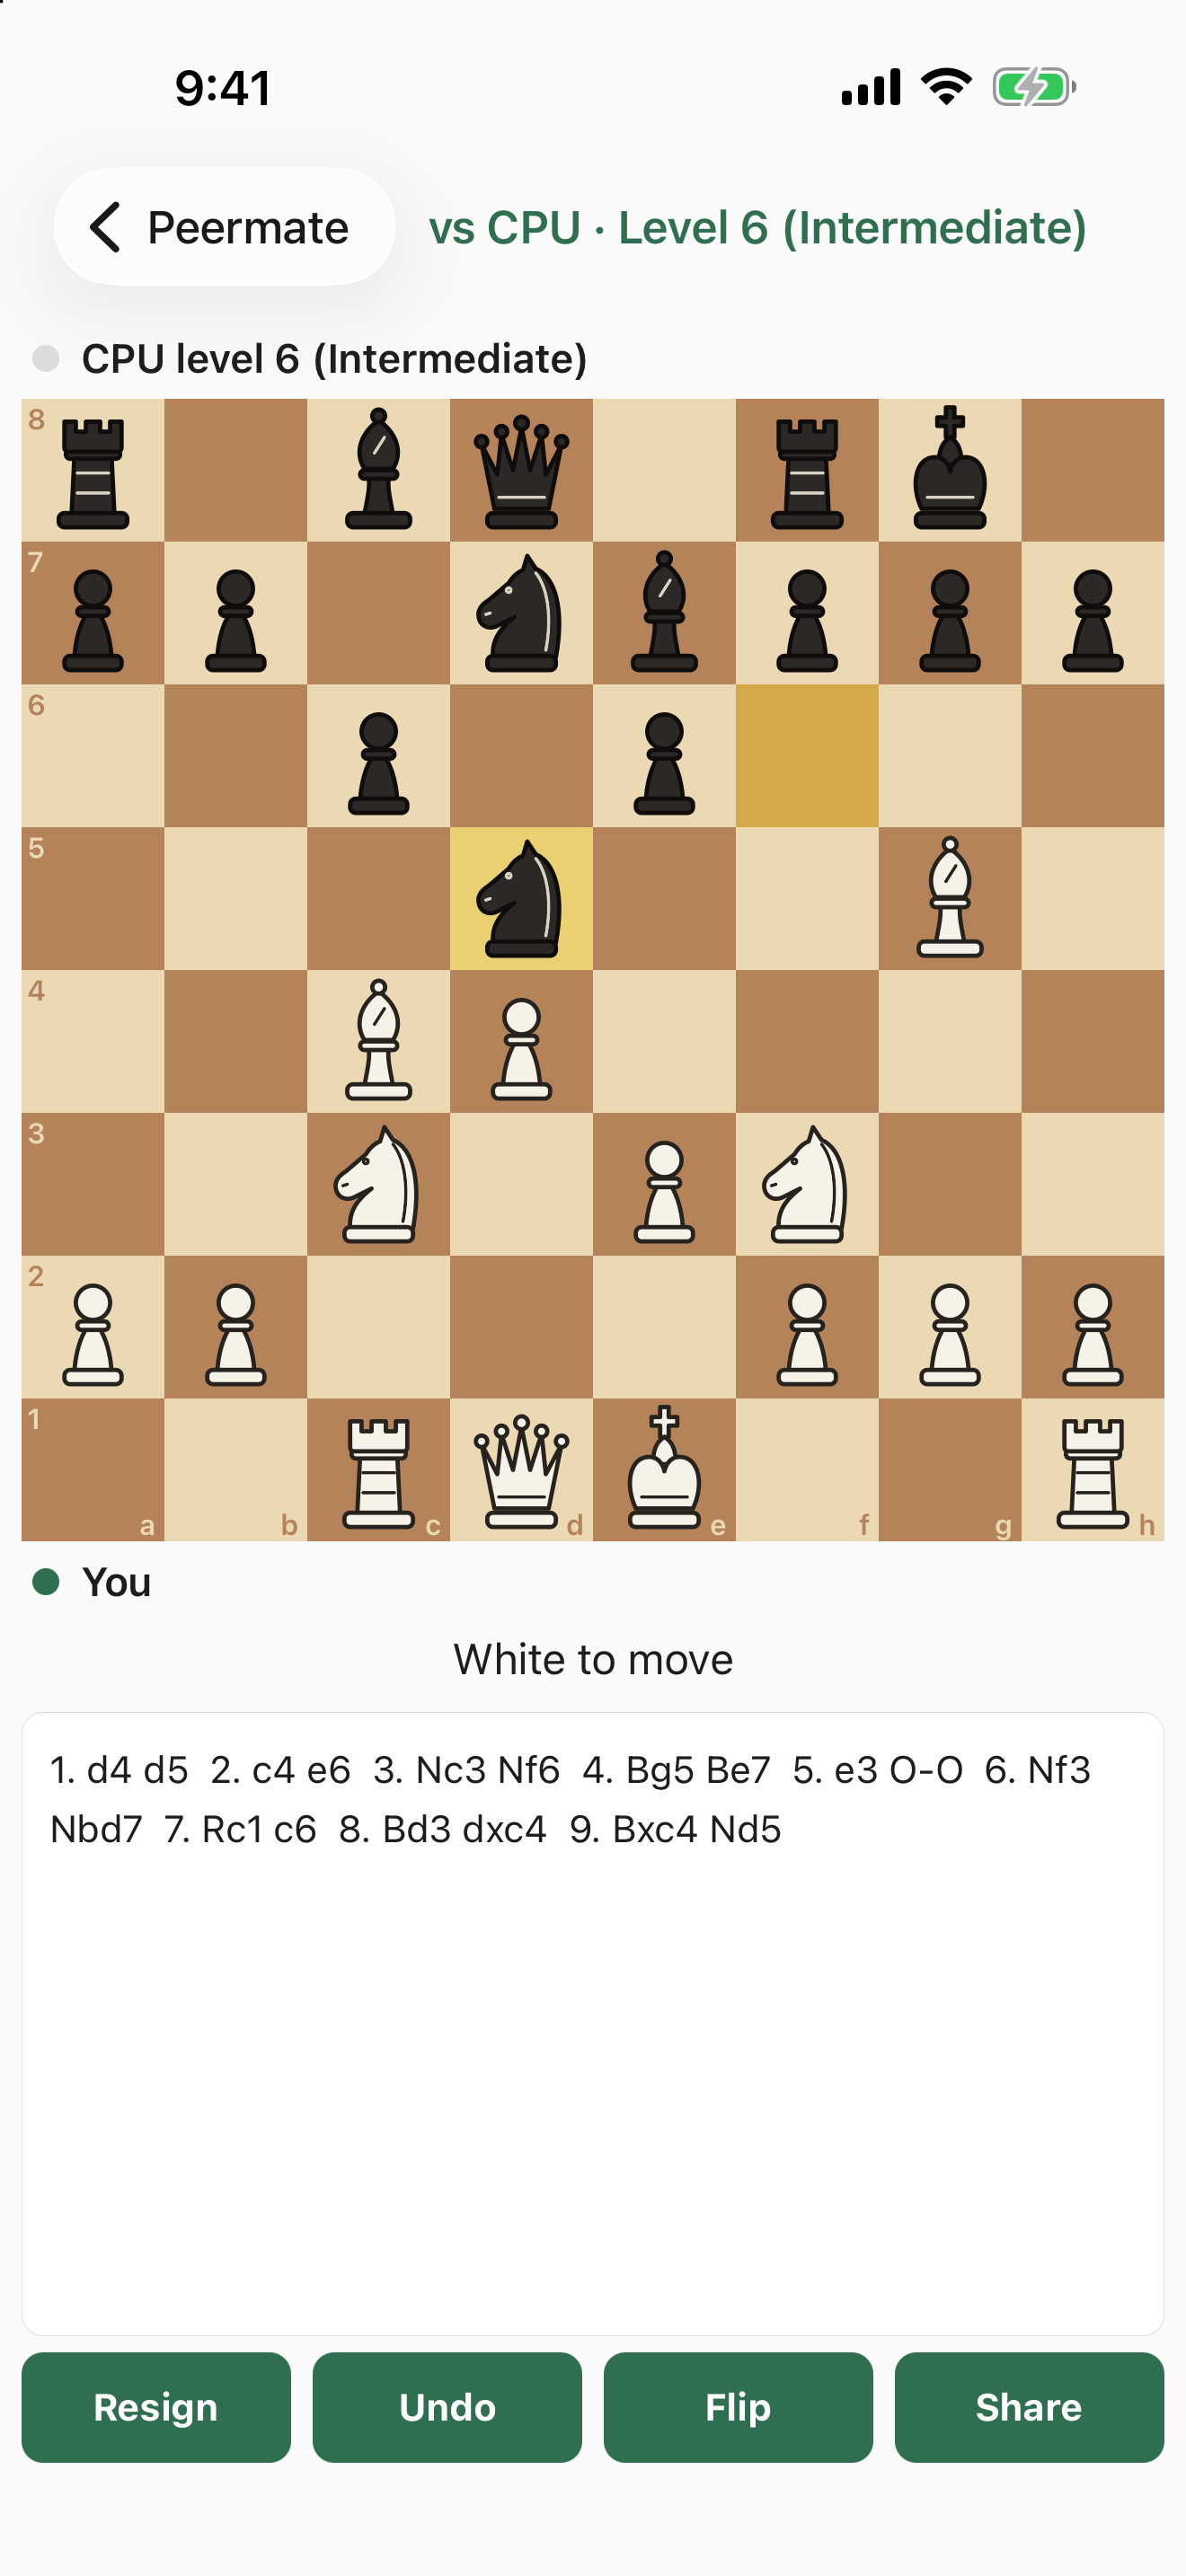 9:41
Peermate
vs CPU · Level 6 (Intermediate)
CPU level 6 (Intermediate)
8
7
6
5
4
3
2
1
a b c d e f g h
You
White to move
1. d4 d5 2. c4 e6 3. Nc3 Nf6 4. Bg5 Be7 5. e3 O-O 6. Nf3
Nbd7 7. Rc1 c6 8. Bd3 dxc4 9. Bxc4 Nd5
Resign Undo Flip Share